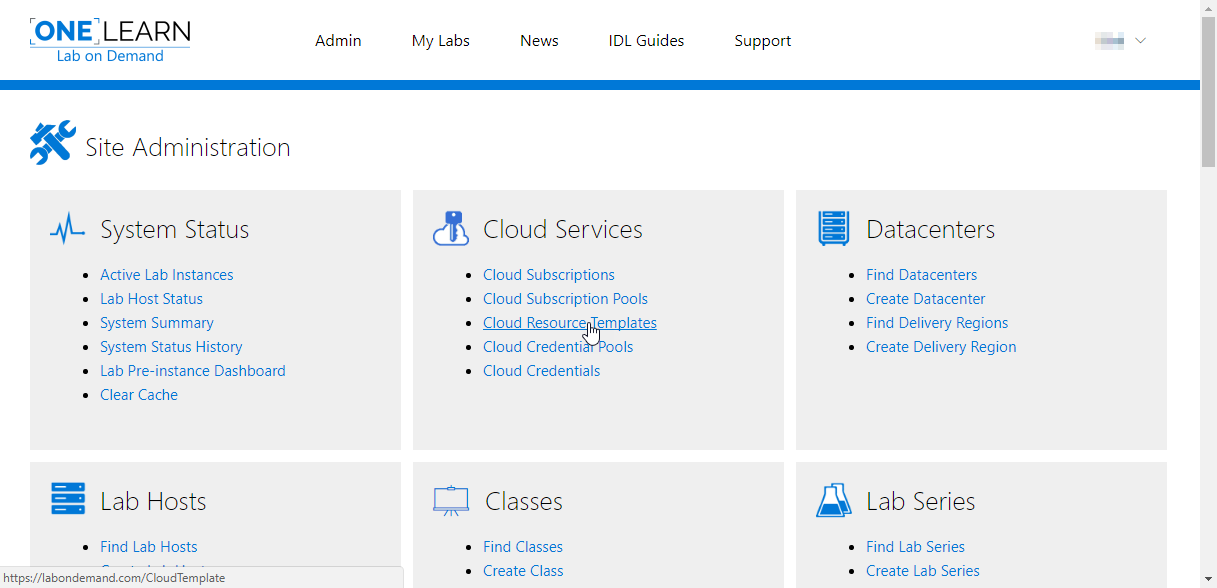 ONE LEARN
Lab on Demand
Admin
My Labs
News
IDL Guides
Support
Site Administration
System Status
Active Lab Instances
Lab Host Status
System Summary
System Status History
Lab Pre-instance Dashboard
Clear Cache
Cloud Services
Cloud Subscriptions
Cloud Subscription Pools
Cloud Resource Templates
Cloud Credential Pools
Cloud Credentials
Datacenters
Find Datacenters
Create Datacenter
Find Delivery Regions
Create Delivery Region
Lab Hosts
Find Lab Hosts
Classes
Find Classes
Create Class
Lab Series
Find Lab Series
Create Lab Series
https://labondemand.com/CloudTemplate